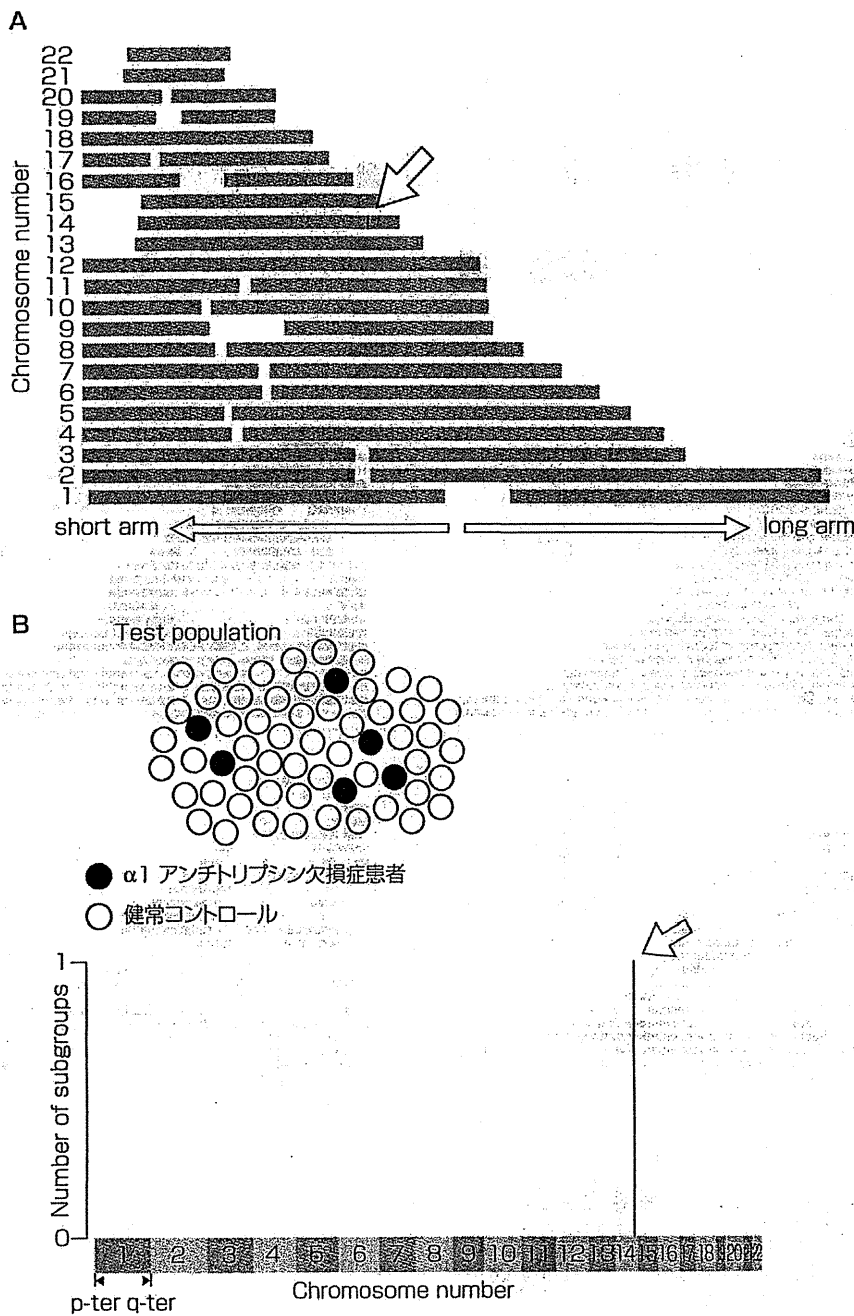 A
22
21
20
19
18
17
16
15
14
13
12
11
10
9
8
7
6
5
4
3
2
1
Chromosome number
short arm
long arm
B
Test population
α1 アンチトリプシン欠損症患者
健常コントロール
1
0
Number of subgroups
1 2 3 4 5 6 7 8 9 10 11 12 13 14 15 16 17 18
p-ter q-ter
Chromosome number